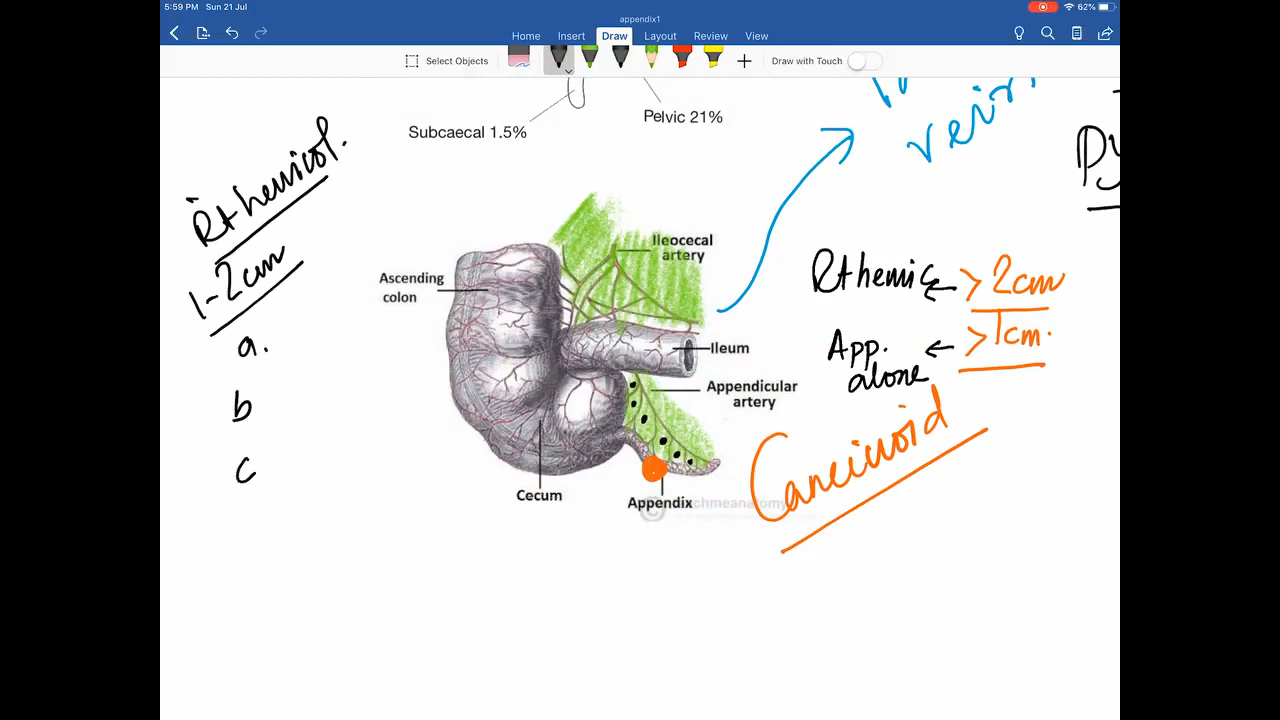 5:59 PM Sun 21 Jul
62%
appendix1
Home Insert Draw Layout Review View
Select Objects
Draw with Touch
Subcaecal 1.5%
Pelvic 21%
Rt hemicol.
1-2cm
a.
b
c
Ileocecal
artery
Ascending
colon
Ileum
Appendicular
artery
Cecum
Appendix
Rt hemic > 2cm
App. > 1cm.
alone